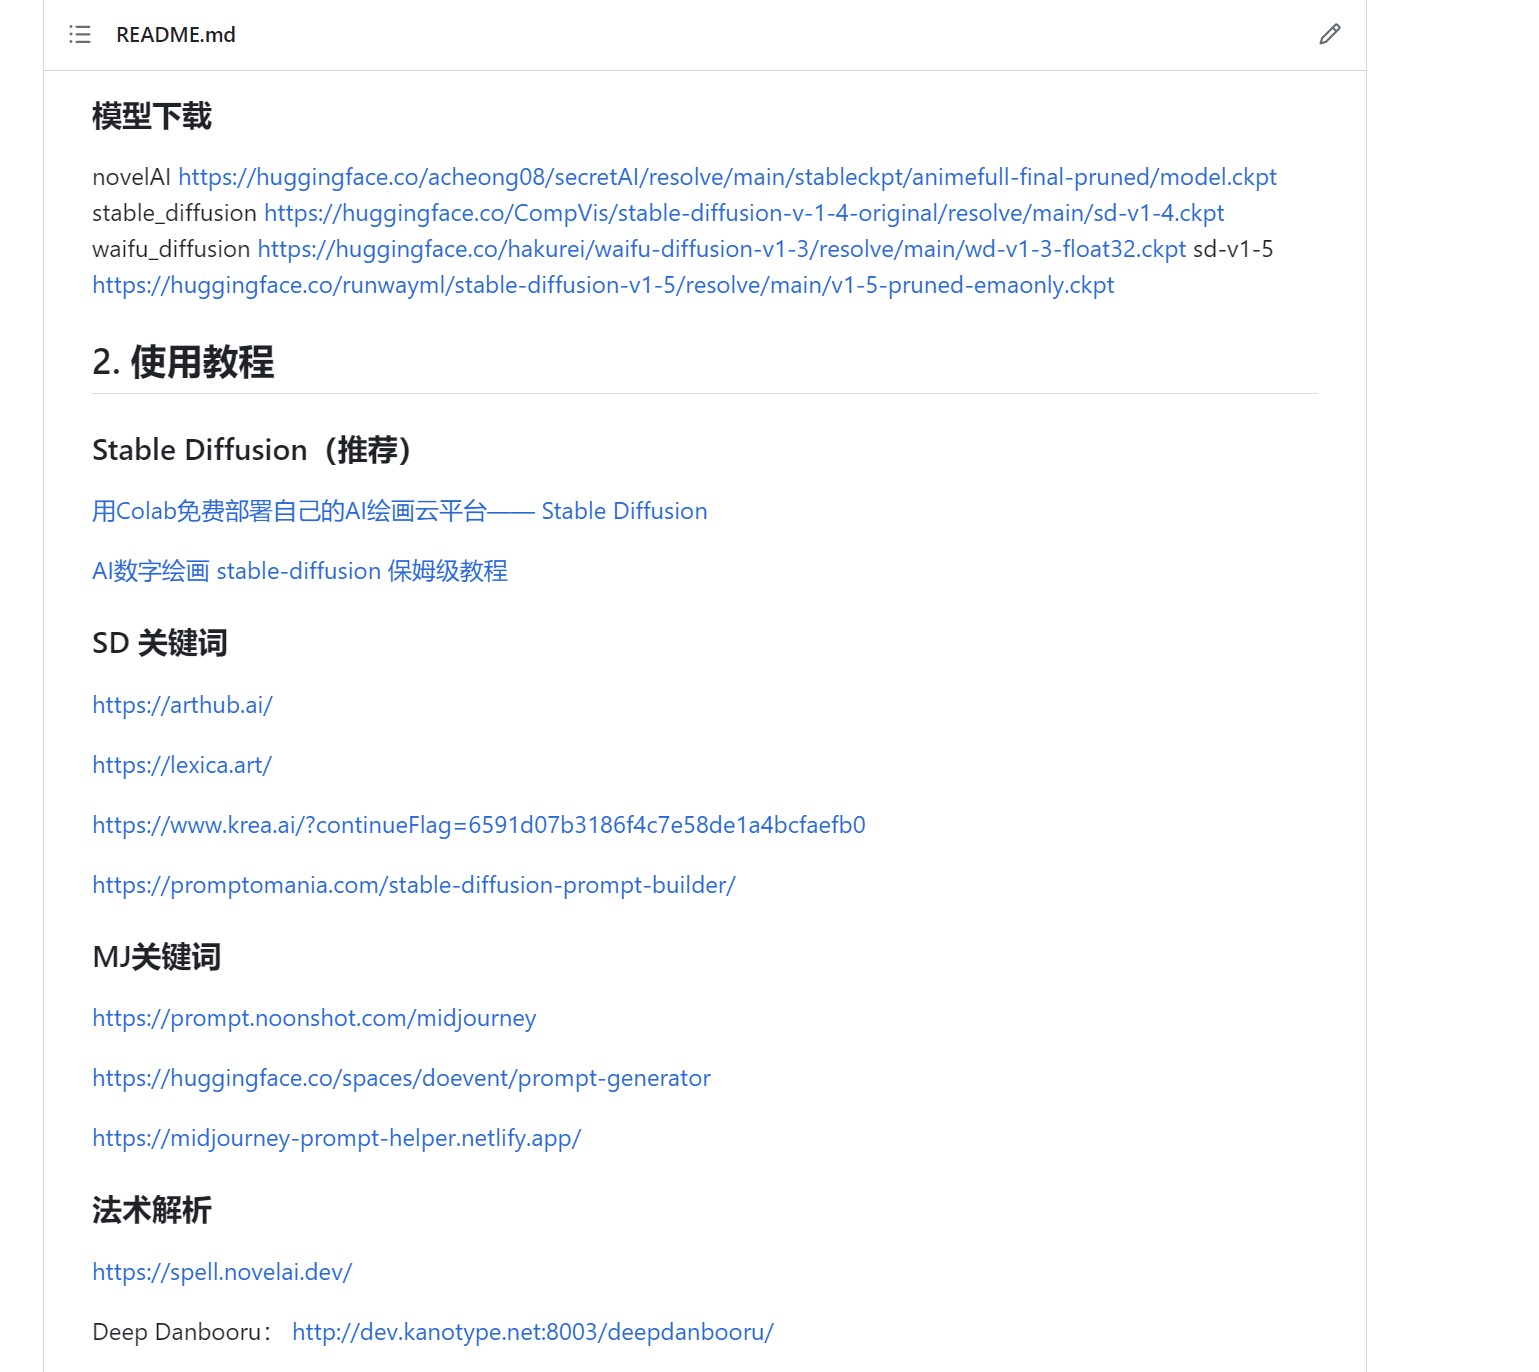 README.md
模型下载
novelAI https://huggingface.co/acheong08/secretAI/resolve/main/stableckpt/animefull-final-pruned/model.ckpt
stable_diffusion https://huggingface.co/CompVis/stable-diffusion-v-1-4-original/resolve/main/sd-v1-4.ckpt
waifu_diffusion https://huggingface.co/hakurei/waifu-diffusion-v1-3/resolve/main/wd-v1-3-float32.ckpt sd-v1-5
https://huggingface.co/runwayml/stable-diffusion-v1-5/resolve/main/v1-5-pruned-emaonly.ckpt
2. 使用教程
Stable Diffusion（推荐）
用Colab免费部署自己的AI绘画云平台—— Stable Diffusion
AI数字绘画 stable-diffusion 保姆级教程
SD 关键词
https://arthub.ai/
https://lexica.art/
https://www.krea.ai/?continueFlag=6591d07b3186f4c7e58de1a4bcfaefb0
https://promptomania.com/stable-diffusion-prompt-builder/
MJ关键词
https://prompt.noonshot.com/midjourney
https://huggingface.co/spaces/doevent/prompt-generator
https://midjourney-prompt-helper.netlify.app/
法术解析
https://spell.novelai.dev/
Deep Danbooru： http://dev.kanotype.net:8003/deepdanbooru/